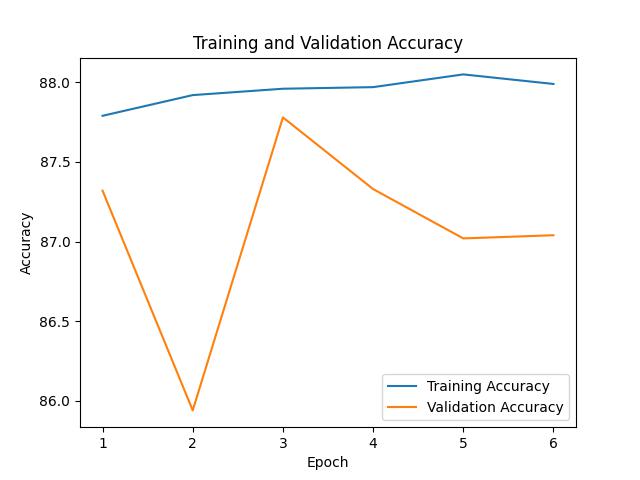 Training and Validation Accuracy
88.0
87.5
87.0
86.5
86.0
Accuracy
Training Accuracy
Validation Accuracy
1 2 3 4 5 6
Epoch